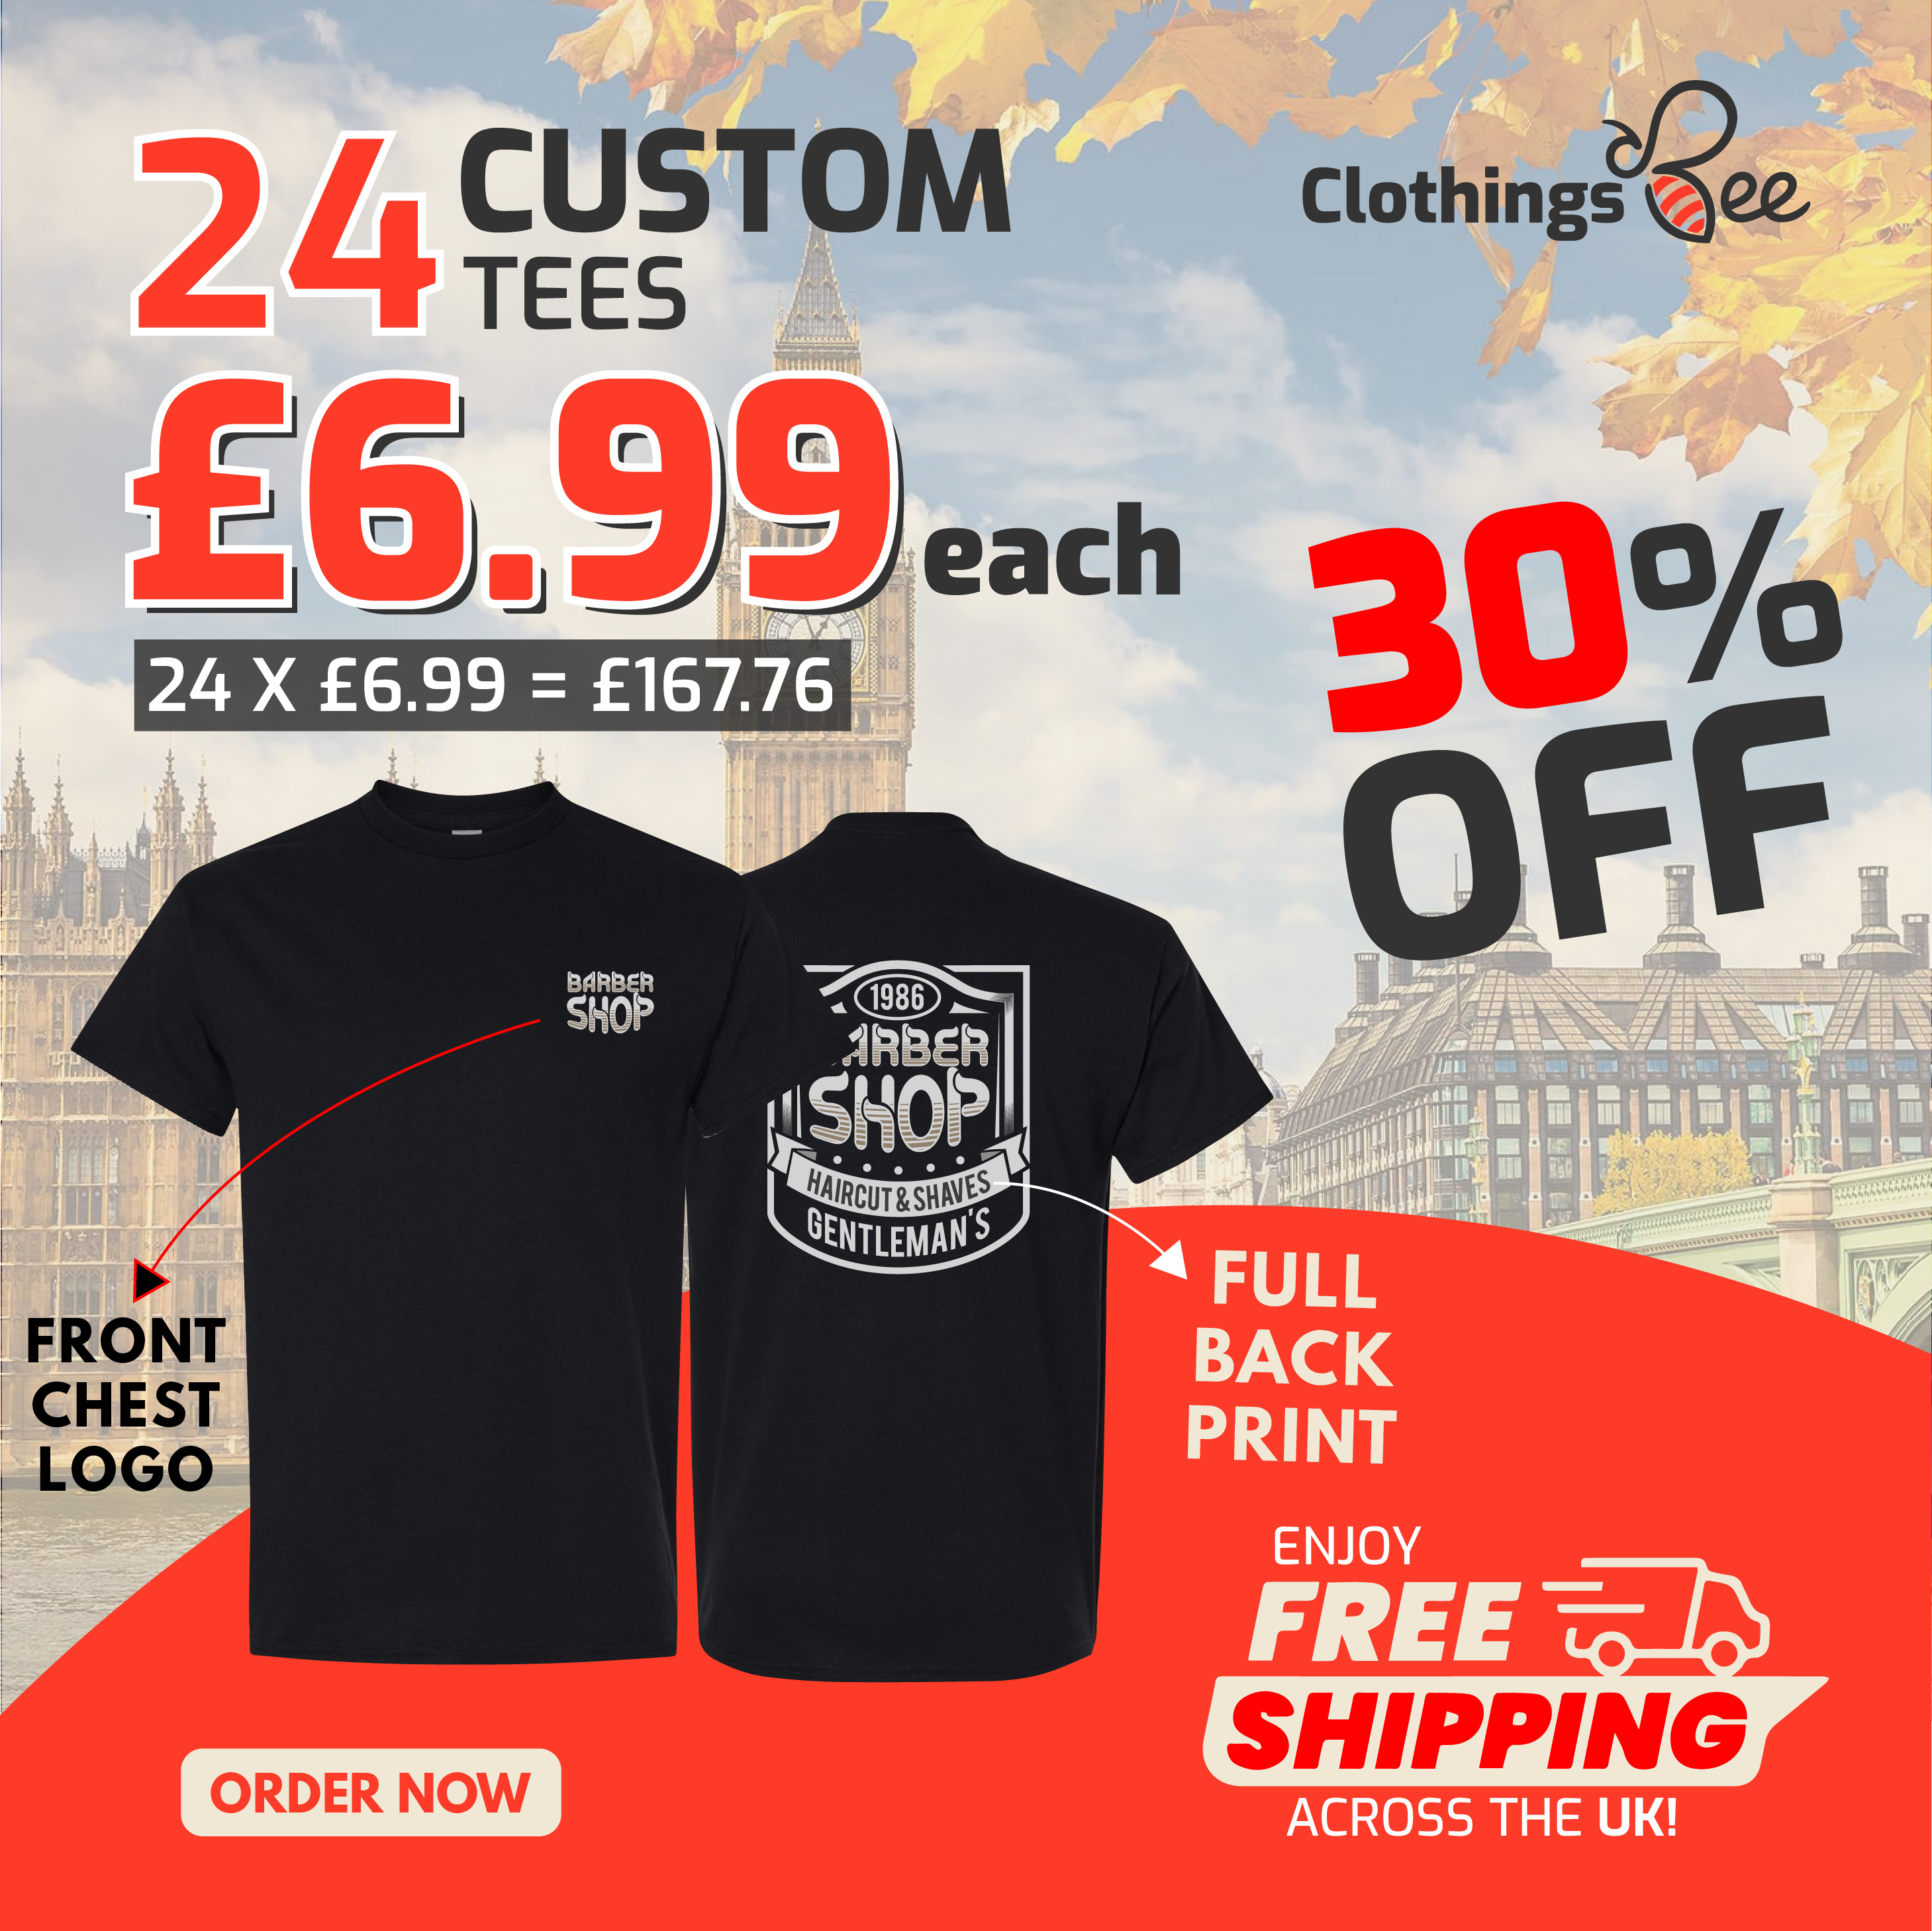 24 CUSTOM
TEES
Clothings Bee
£6.99 each
24 X £6.99 = £167.76
30%
OFF
BARBER
SHOP
1986
ARBER
SHOP
HAIRCUT & SHAVES
GENTLEMAN'S
FRONT
CHEST
LOGO
FULL
BACK
PRINT
ENJOY
FREE
SHIPPING
ACROSS THE UK!
ORDER NOW